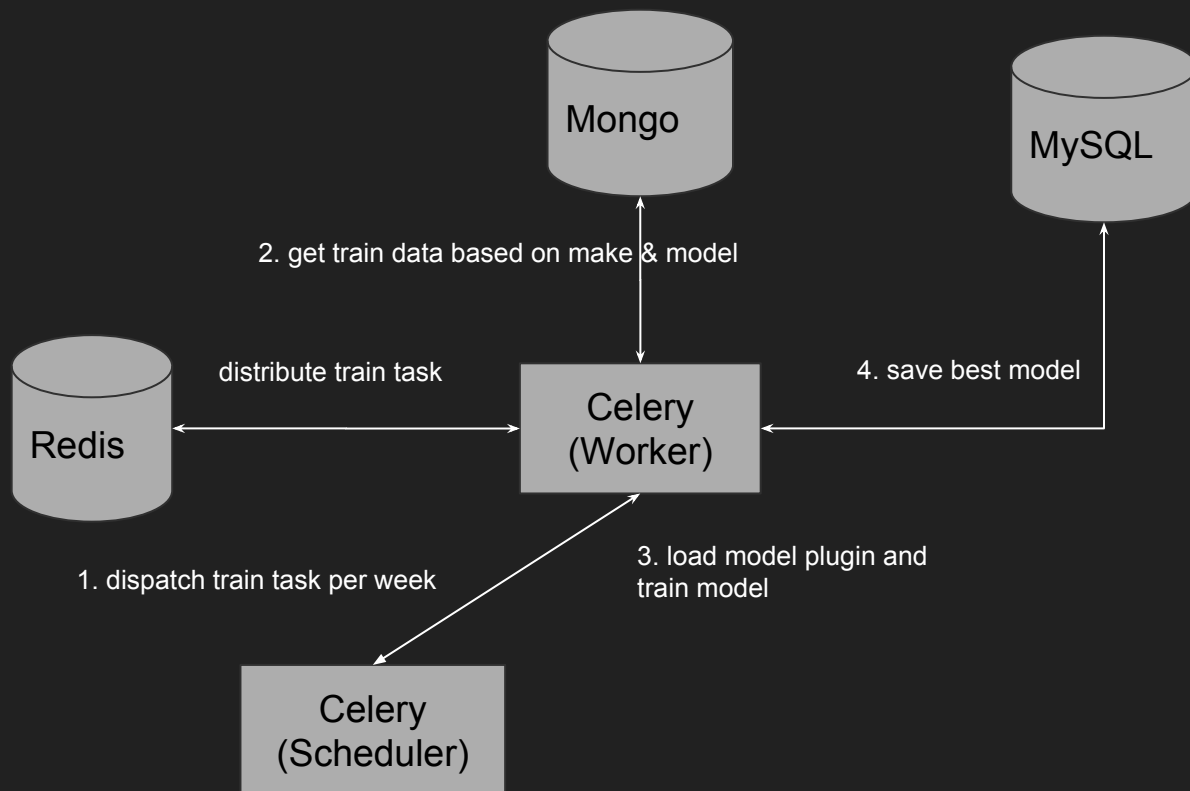 Mongo
MySQL
2. get train data based on make & model
distribute train task
4. save best model
Redis
Celery
(Worker)
1. dispatch train task per week
3. load model plugin and
train model
Celery
(Scheduler)